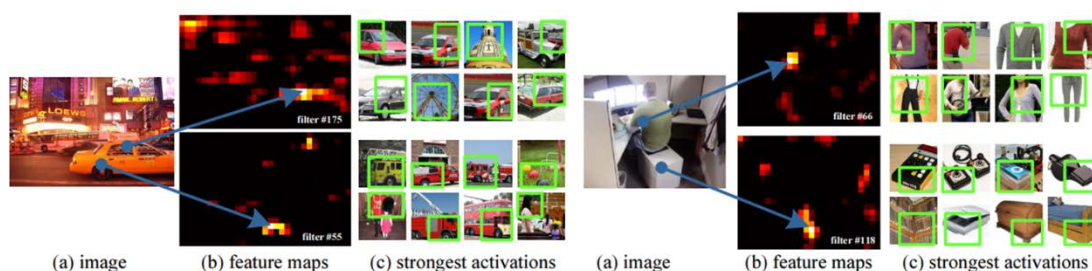 LOEWS
filter #175
filter #66
filter #55
filter #118
(a) image
(b) feature maps
(c) strongest activations
(a) image
(b) feature maps
(c) strongest activations